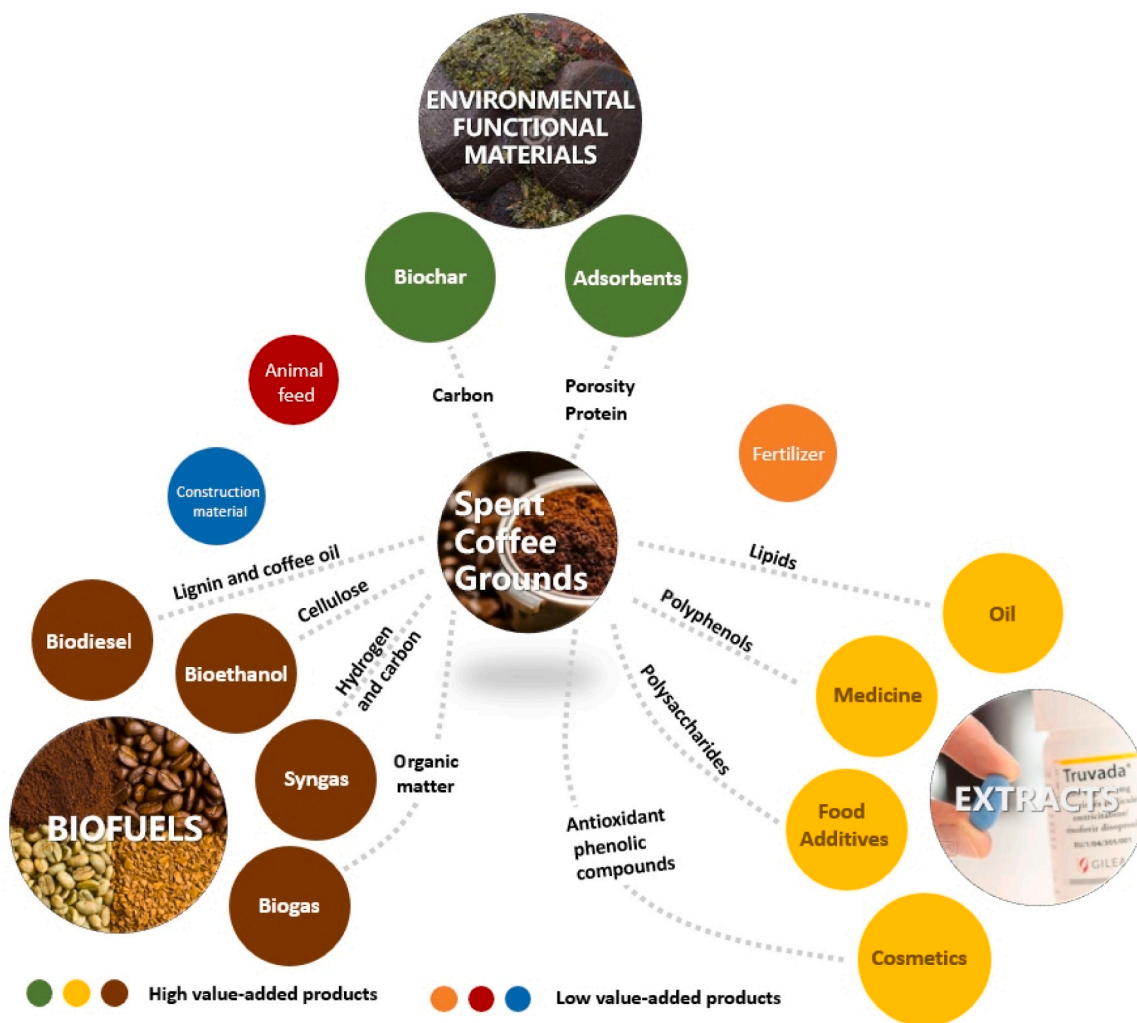 ENVIRONMENTAL
FUNCTIONAL
MATERIALS
Biochar
Adsorbents
Animal
feed
Carbon
Porosity
Protein
Fertilizer
Construction
material
Spent
Coffee
Grounds
Lignin and coffee oil
Cellulose
Hydrogen
and carbon
Organic
matter
Lipids
Polyphenols
Polysaccharides
Antioxidant
phenolic
compounds
Biodiesel
Bioethanol
Syngas
Biogas
BIOFUELS
Oil
Medicine
Food
Additives
Cosmetics
EXTRACTS
Truvada
GILEA
High value-added products
Low value-added products